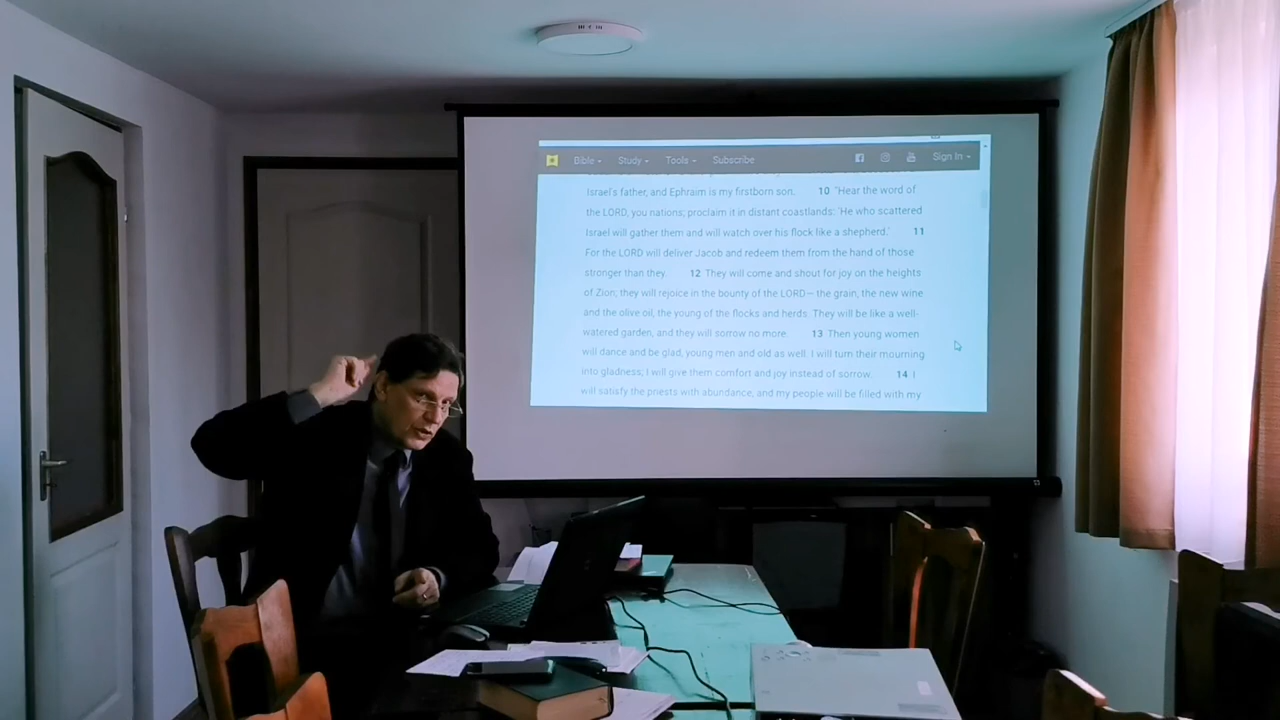 Bible Study Tools Subscribe Sign In
Israel's father, and Ephraim is my firstborn son. 10 "Hear the word of
the LORD, you nations; proclaim it in distant coastlands: 'He who scattered
Israel will gather them and will watch over his flock like a shepherd.' 11
For the LORD will deliver Jacob and redeem them from the hand of those
stronger than they. 12 They will come and shout for joy on the heights
of Zion; they will rejoice in the bounty of the LORD— the grain, the new wine
and the olive oil, the young of the flocks and herds. They will be like a well-
watered garden, and they will sorrow no more. 13 Then young women
will dance and be glad, young men and old as well. I will turn their mourning
into gladness; I will give them comfort and joy instead of sorrow. 14 I
will satisfy the priests with abundance, and my people will be filled with my